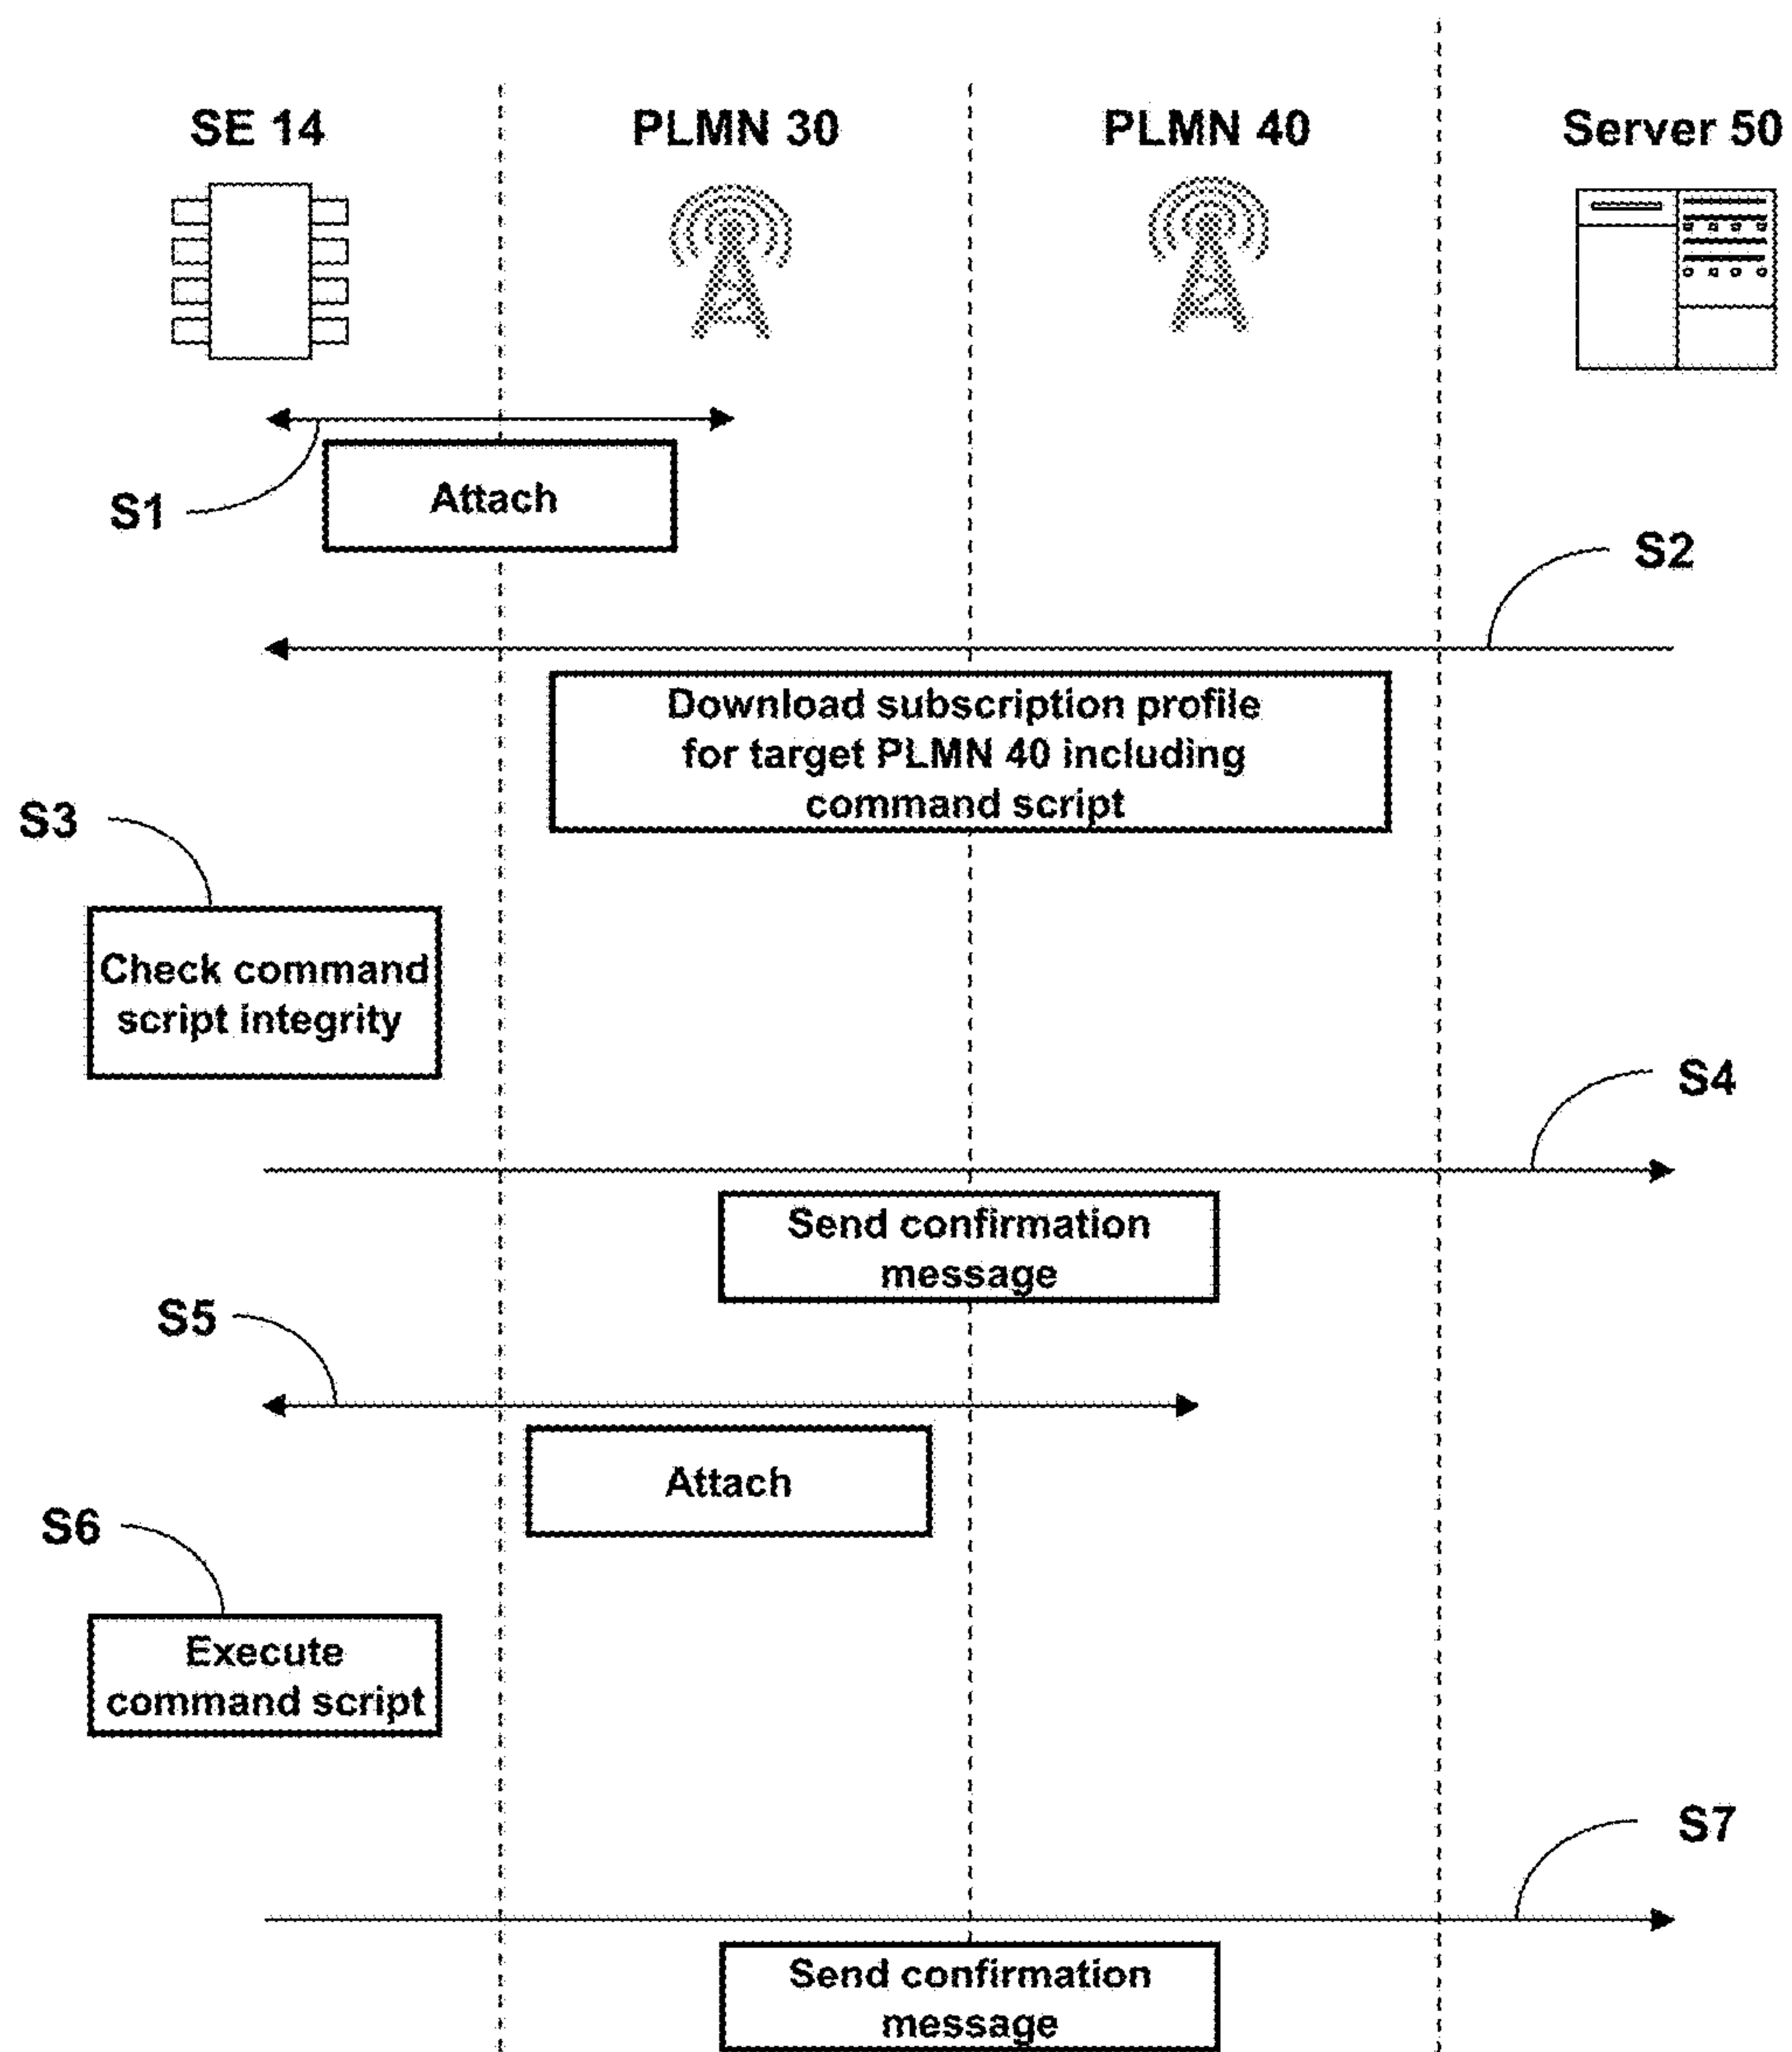 SE 14
PLMN 30
PLMN 40
Server 50
S1
Attach
S2
Download subscription profile
for target PLMN 40 including
command script
S3
Check command
script integrity
S4
Send confirmation
message
S5
Attach
S6
Execute
command script
S7
Send confirmation
message